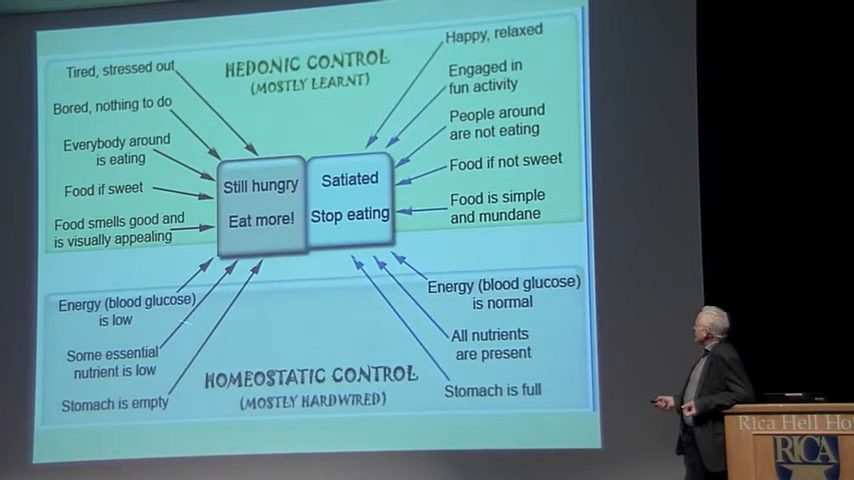 HEDONIC CONTROL
(MOSTLY LEARNT)
Tired, stressed out
Bored, nothing to do
Everybody around
is eating
Food if sweet
Food smells good and
is visually appealing
Happy, relaxed
Engaged in
fun activity
People around
are not eating
Food if not sweet
Food is simple
and mundane
Still hungry
Eat more!
Satiated
Stop eating
Energy (blood glucose)
is low
Some essential
nutrient is low
Stomach is empty
Energy (blood glucose)
is normal
All nutrients
are present
Stomach is full
HOMEOSTATIC CONTROL
(MOSTLY HARDWIRED)
Rica Hell Ho
RICA